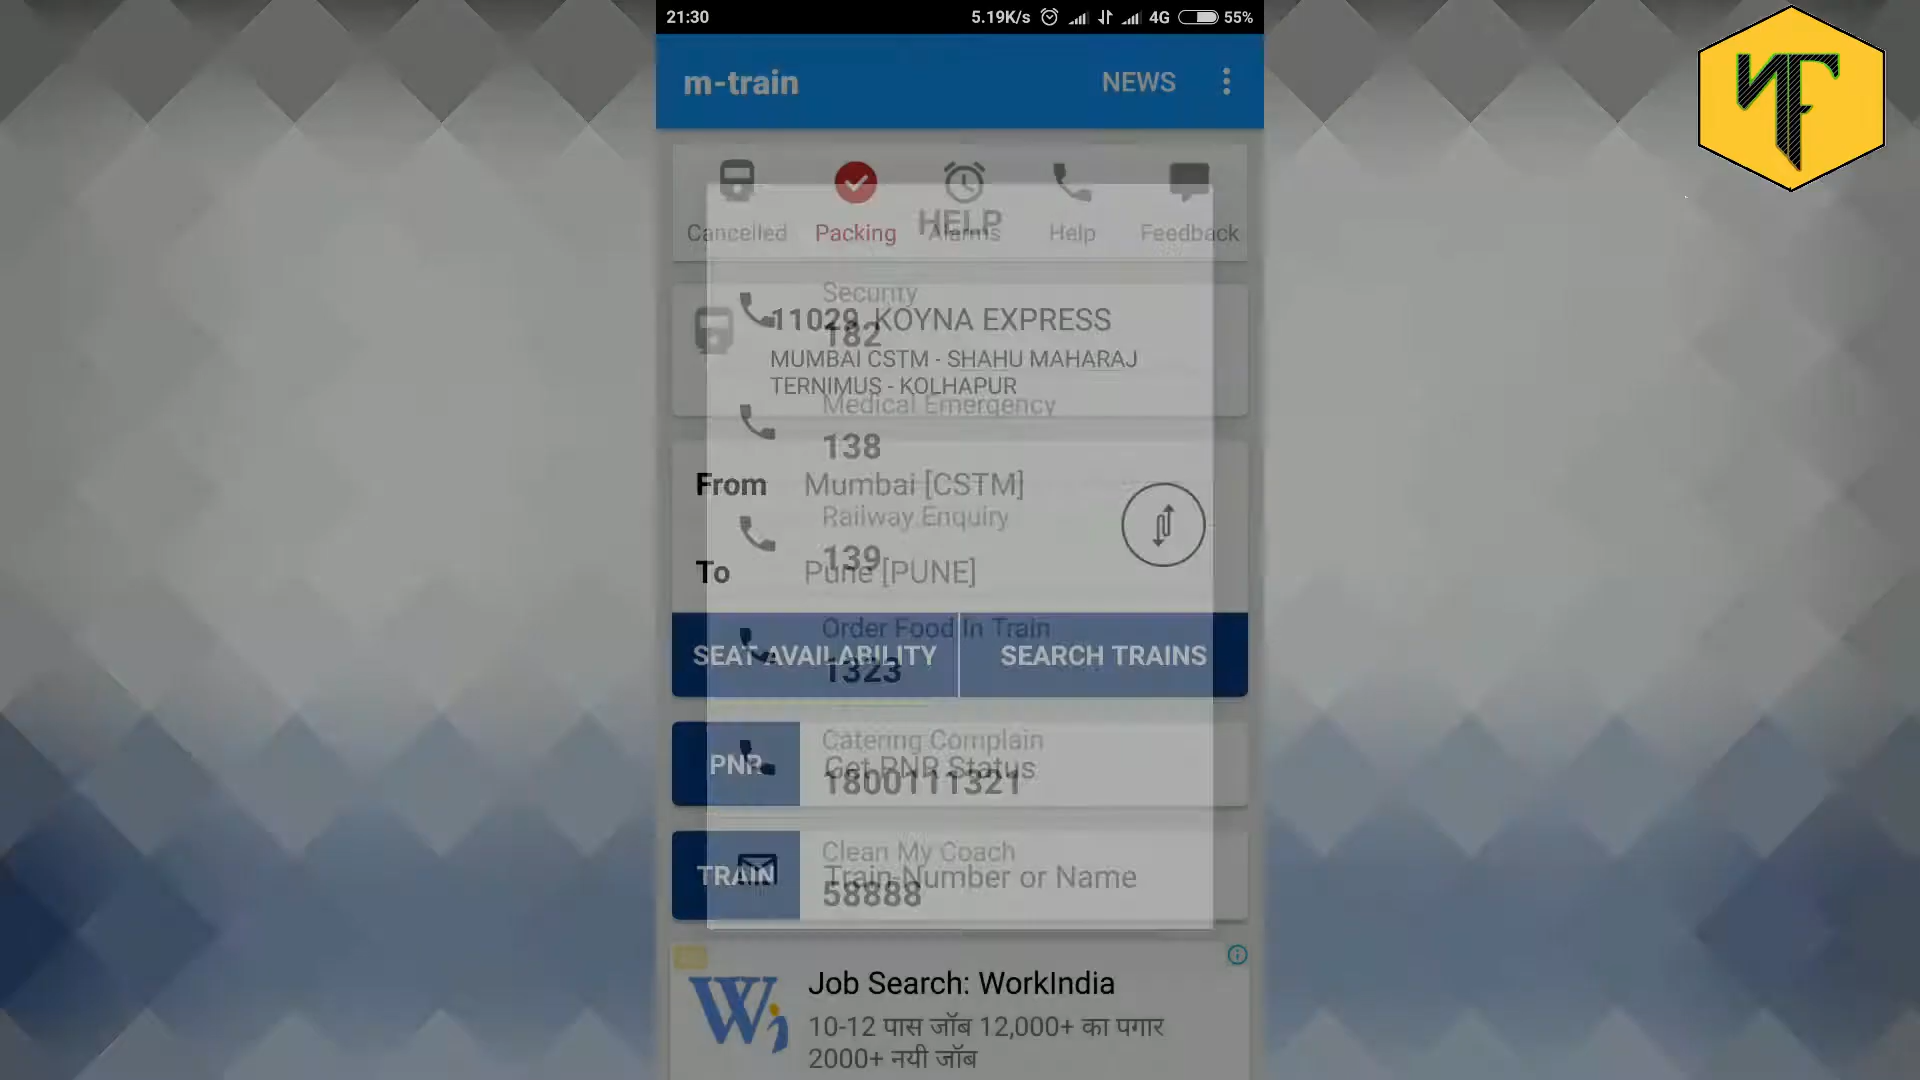 21:30 5.19K/s 4G 55%
m-train NEWS
Cancelled Packing Alarms Help Feedback
HELP
Security
182
11029 KOYNA EXPRESS
MUMBAI CSTM - SHAHU MAHARAJ
TERNIMUS - KOLHAPUR
Medical Emergency
138
From Mumbai [CSTM]
Railway Enquiry
139
To Pune [PUNE]
Order Food In Train
1323
SEAT AVAILABILITY SEARCH TRAINS
Catering Complain
1800111321
PNR Get PNR Status
Clean My Coach
58888
TRAIN Train-Number or Name
Job Search: WorkIndia
10-12 पास जॉब 12,000+ का पगार
2000+ नयी जॉब